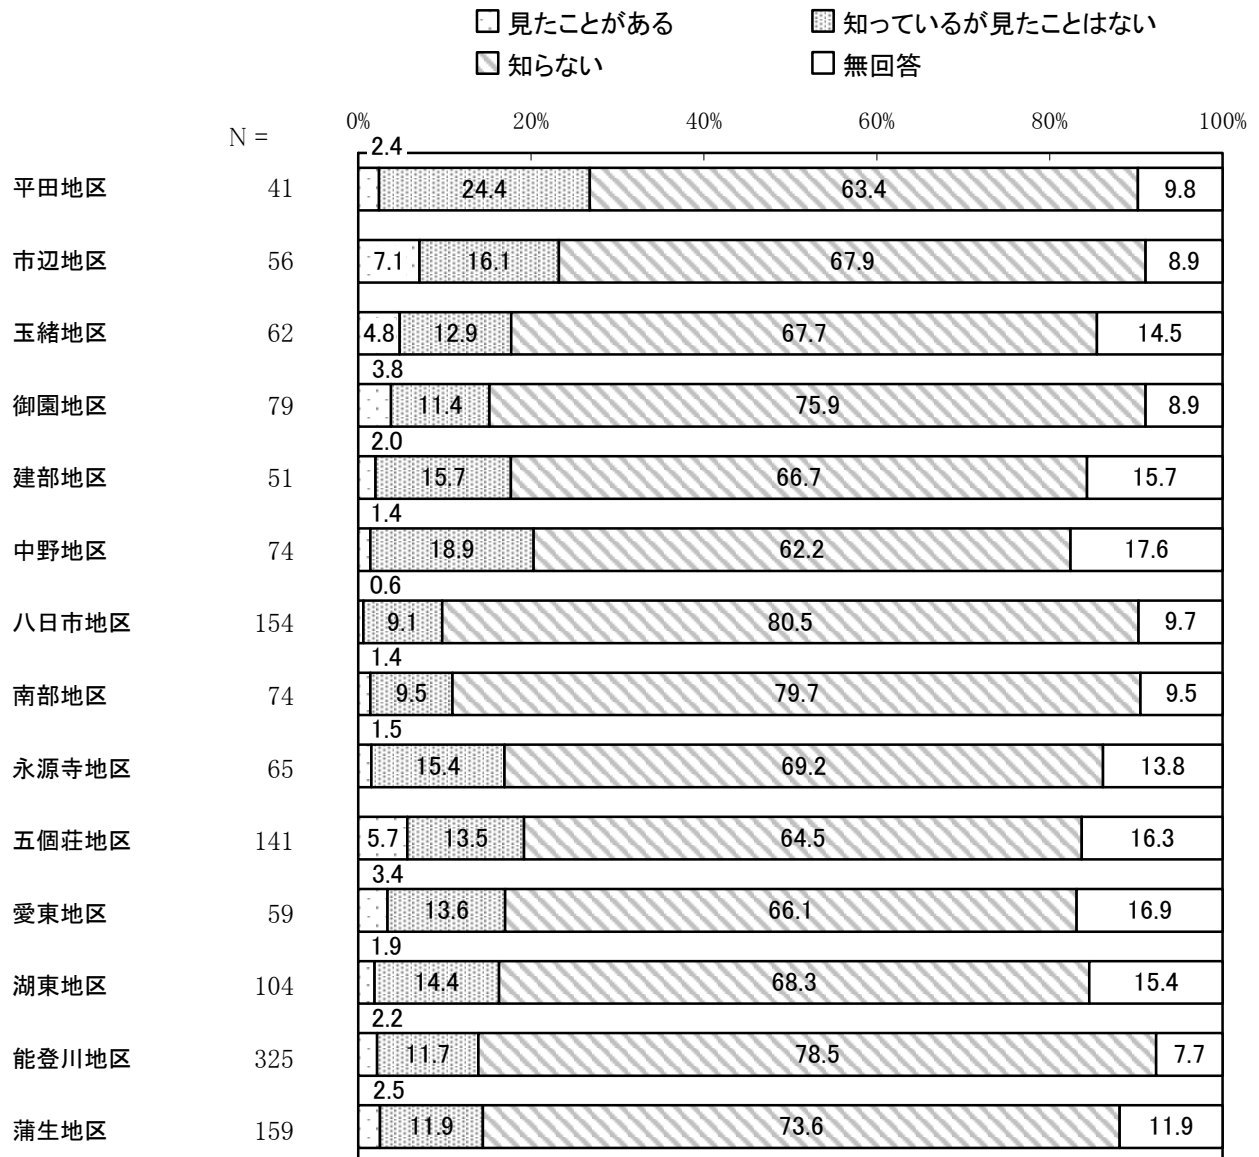 見たことがある 知っているが見たことはない
知らない 無回答
N =
0% 20% 40% 60% 80% 100%
平田地区 41 2.4 24.4 63.4 9.8
市辺地区 56 7.1 16.1 67.9 8.9
玉緒地区 62 4.8 12.9 67.7 14.5
御園地区 79 3.8 11.4 75.9 8.9
建部地区 51 2.0 15.7 66.7 15.7
中野地区 74 1.4 18.9 62.2 17.6
八日市地区 154 0.6 9.1 80.5 9.7
南部地区 74 1.4 9.5 79.7 9.5
永源寺地区 65 1.5 15.4 69.2 13.8
五個荘地区 141 5.7 13.5 64.5 16.3
愛東地区 59 3.4 13.6 66.1 16.9
湖東地区 104 1.9 14.4 68.3 15.4
能登川地区 325 2.2 11.7 78.5 7.7
蒲生地区 159 2.5 11.9 73.6 11.9